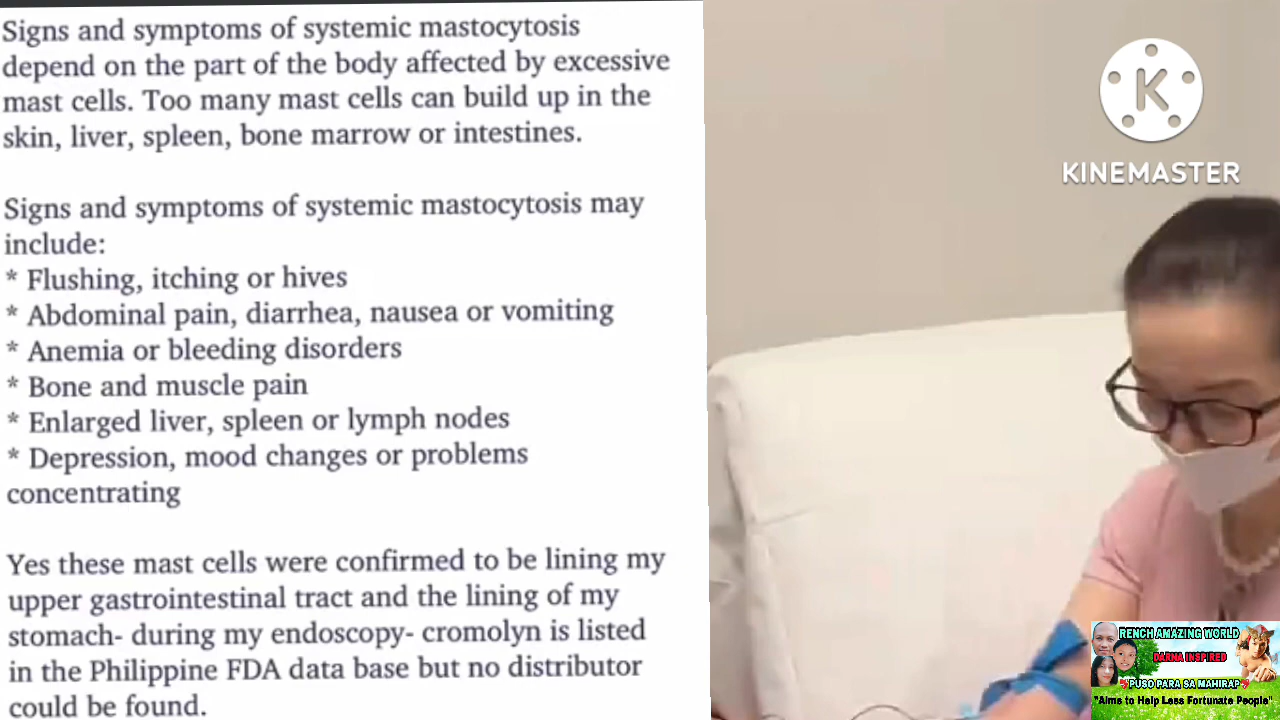 Signs and symptoms of systemic mastocytosis
depend on the part of the body affected by excessive
mast cells. Too many mast cells can build up in the
skin, liver, spleen, bone marrow or intestines.
Signs and symptoms of systemic mastocytosis may
include:
* Flushing, itching or hives
* Abdominal pain, diarrhea, nausea or vomiting
* Anemia or bleeding disorders
* Bone and muscle pain
* Enlarged liver, spleen or lymph nodes
* Depression, mood changes or problems
concentrating
Yes these mast cells were confirmed to be lining my
upper gastrointestinal tract and the lining of my
stomach- during my endoscopy- cromolyn is listed
in the Philippine FDA data base but no distributor
could be found.
K
KINEMASTER
RENCH AMAZING WORLD
DARNA INSPIRED
PUSO PARA SA MAHIRAP
"Aims to Help Less Fortunate People"